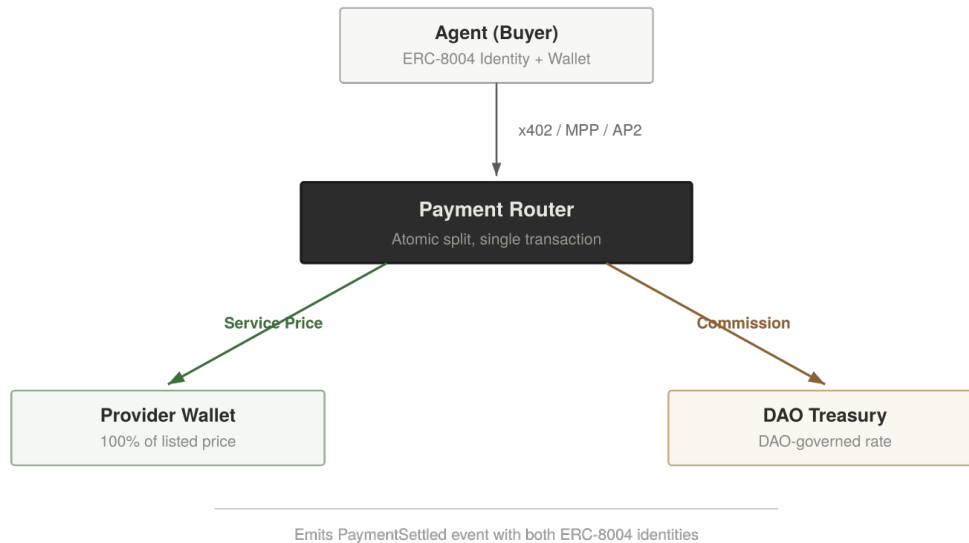 Agent (Buyer)
ERC-8004 Identity + Wallet
x402 / MPP / AP2
Payment Router
Atomic split, single transaction
Service Price
Commission
Provider Wallet
100% of listed price
DAO Treasury
DAO-governed rate
Emits PaymentSettled event with both ERC-8004 identities